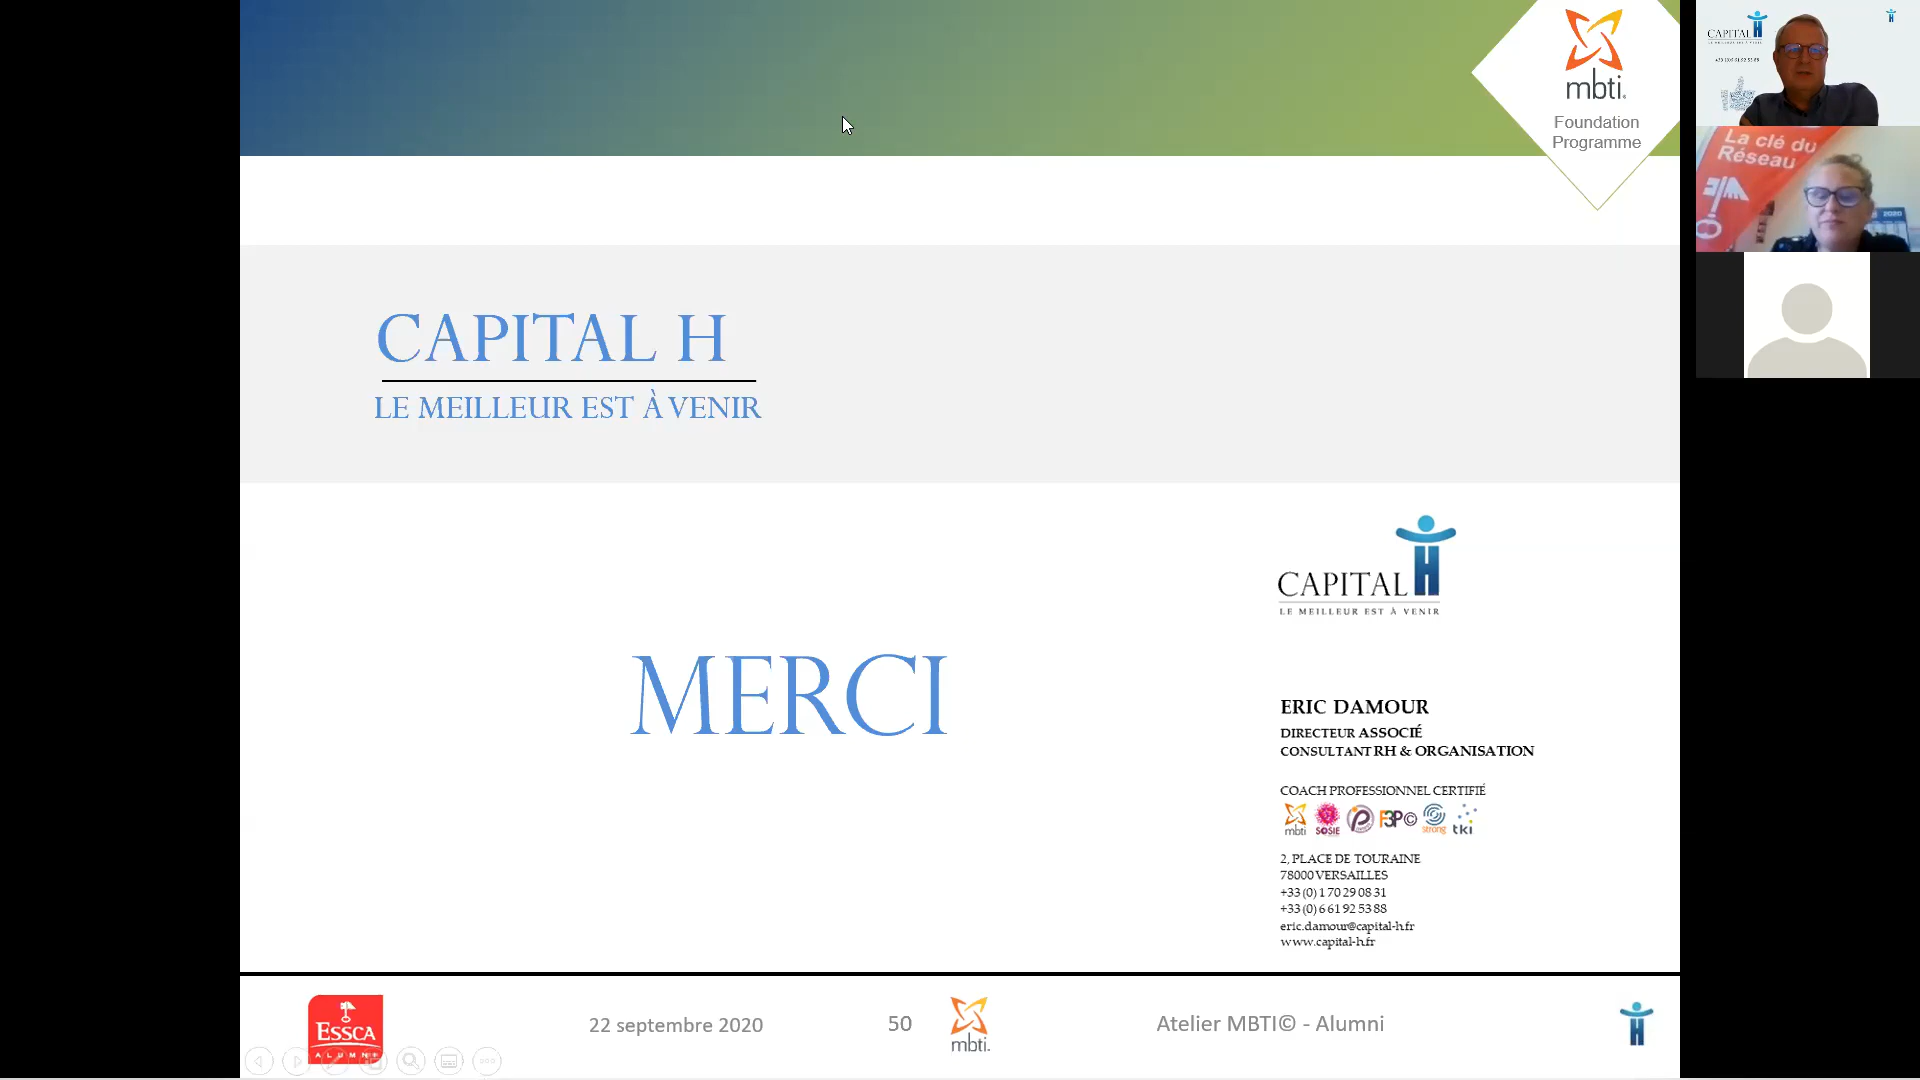 mbti.
Foundation
Programme
CAPITAL H
LE MEILLEUR EST À VENIR
CAPITAL H
LE MEILLEUR EST À VENIR
MERCI
ERIC DAMOUR
DIRECTEUR ASSOCIÉ
CONSULTANT RH & ORGANISATION
COACH PROFESSIONNEL CERTIFIÉ
mbti SOSIE P F3P© strong tki
2, PLACE DE TOURAINE
78000 VERSAILLES
+33 (0) 1 70 29 08 31
+33 (0) 6 61 92 53 88
eric.damour@capital-h.fr
www.capital-h.fr
ESSCA
ALUMNI
22 septembre 2020
50
mbti.
Atelier MBTI© - Alumni
CAPITAL H
La clé du
Réseau
2020